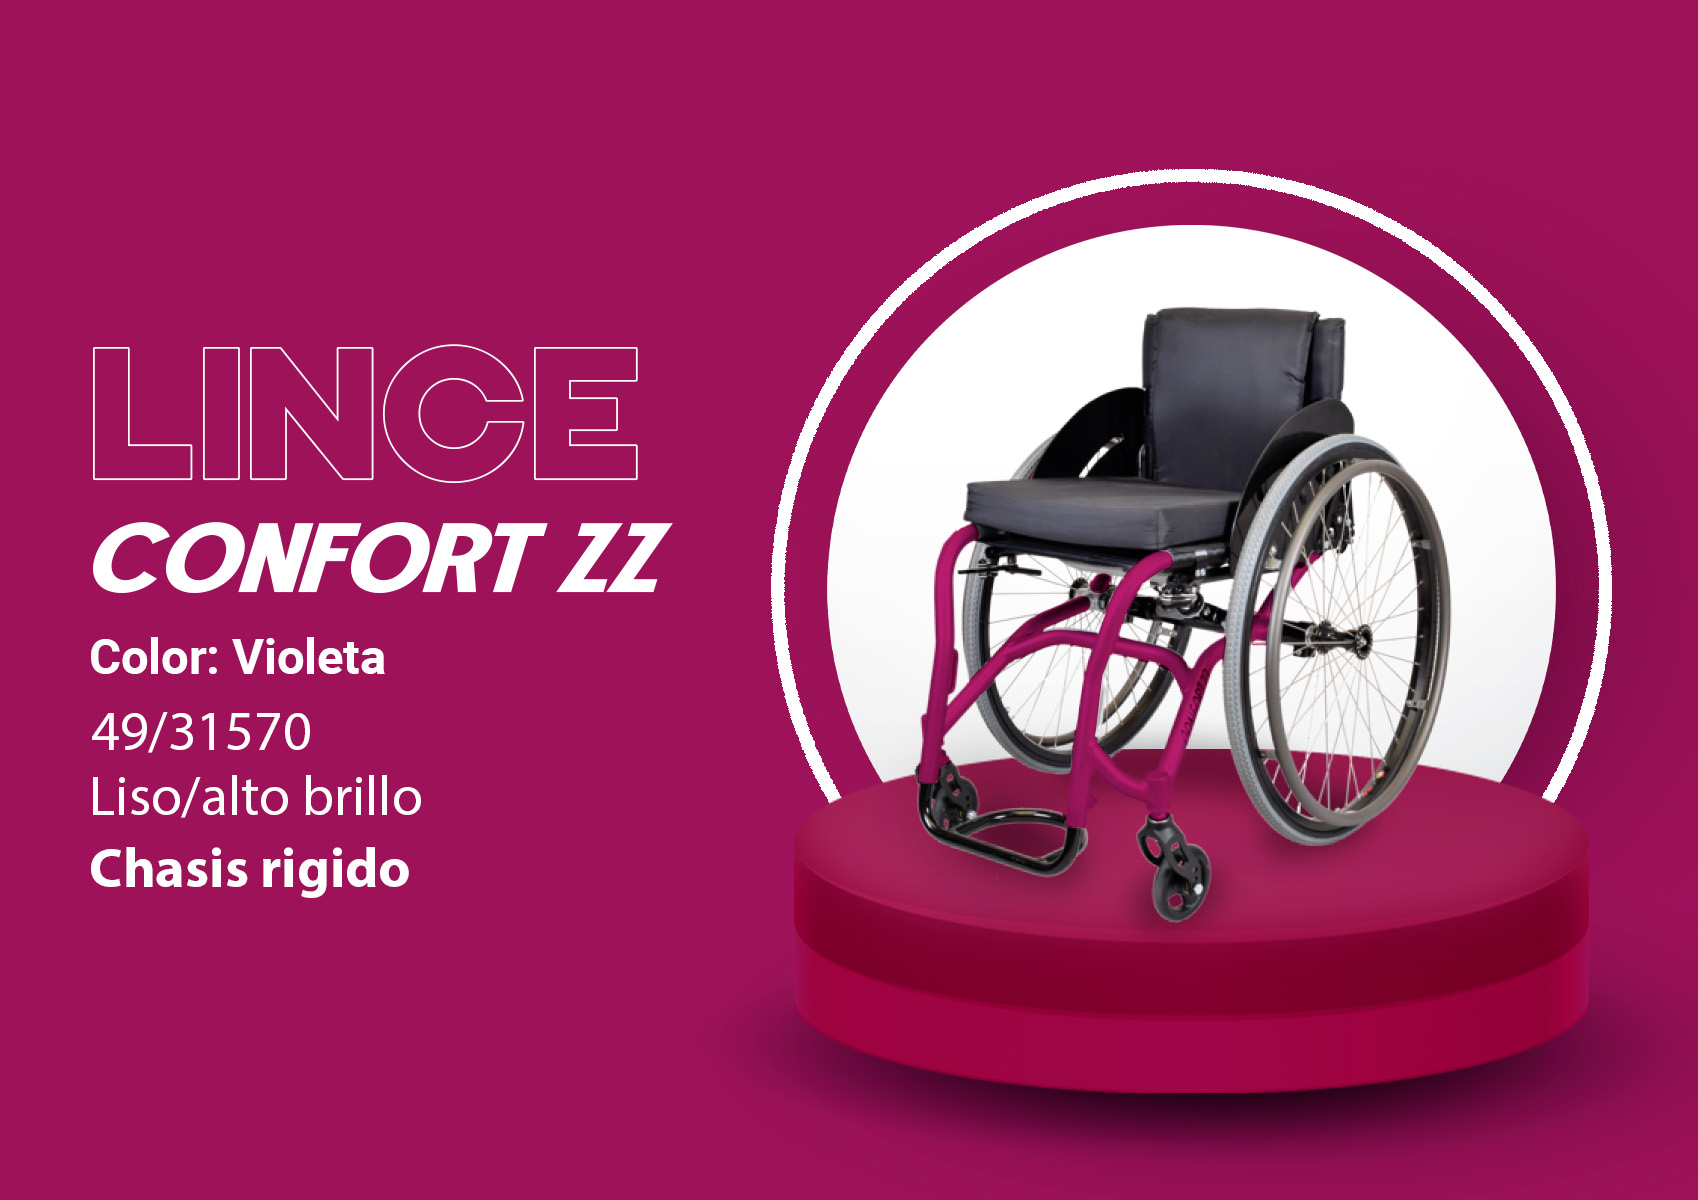 LINCE
CONFORT ZZ
Color: Violeta
49/31570
Liso/alto brillo
Chasis rigido